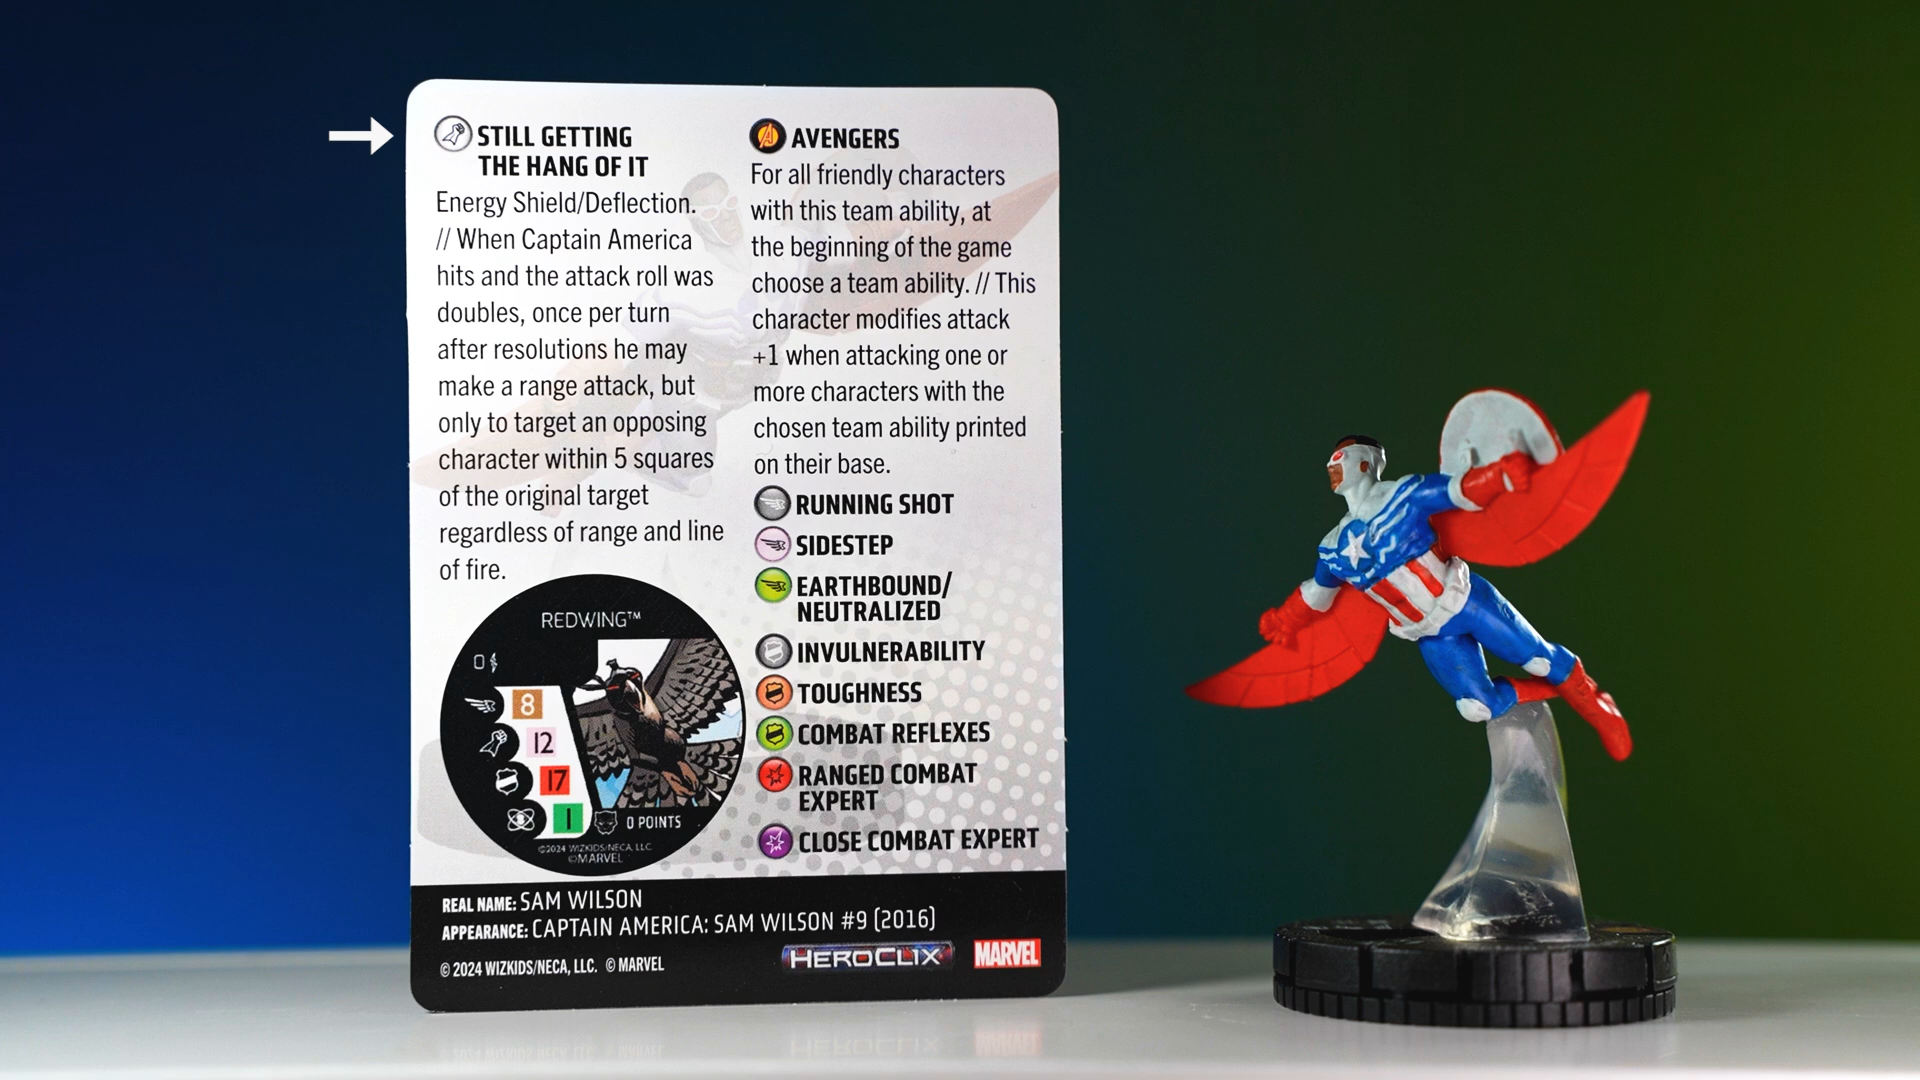 STILL GETTING
THE HANG OF IT
Energy Shield/Deflection.
// When Captain America
hits and the attack roll was
doubles, once per turn
after resolutions he may
make a range attack, but
only to target an opposing
character within 5 squares
of the original target
regardless of range and line
of fire.
REDWING™
0
8
12
17
1
0 POINTS
©2024 WIZKIDS/NECA, LLC.
©MARVEL
AVENGERS
For all friendly characters
with this team ability, at
the beginning of the game
choose a team ability. // This
character modifies attack
+1 when attacking one or
more characters with the
chosen team ability printed
on their base.
RUNNING SHOT
SIDESTEP
EARTHBOUND/
NEUTRALIZED
INVULNERABILITY
TOUGHNESS
COMBAT REFLEXES
RANGED COMBAT
EXPERT
CLOSE COMBAT EXPERT
REAL NAME: SAM WILSON
APPEARANCE: CAPTAIN AMERICA: SAM WILSON #9 (2016)
© 2024 WIZKIDS/NECA, LLC. © MARVEL
HEROCLIX
MARVEL